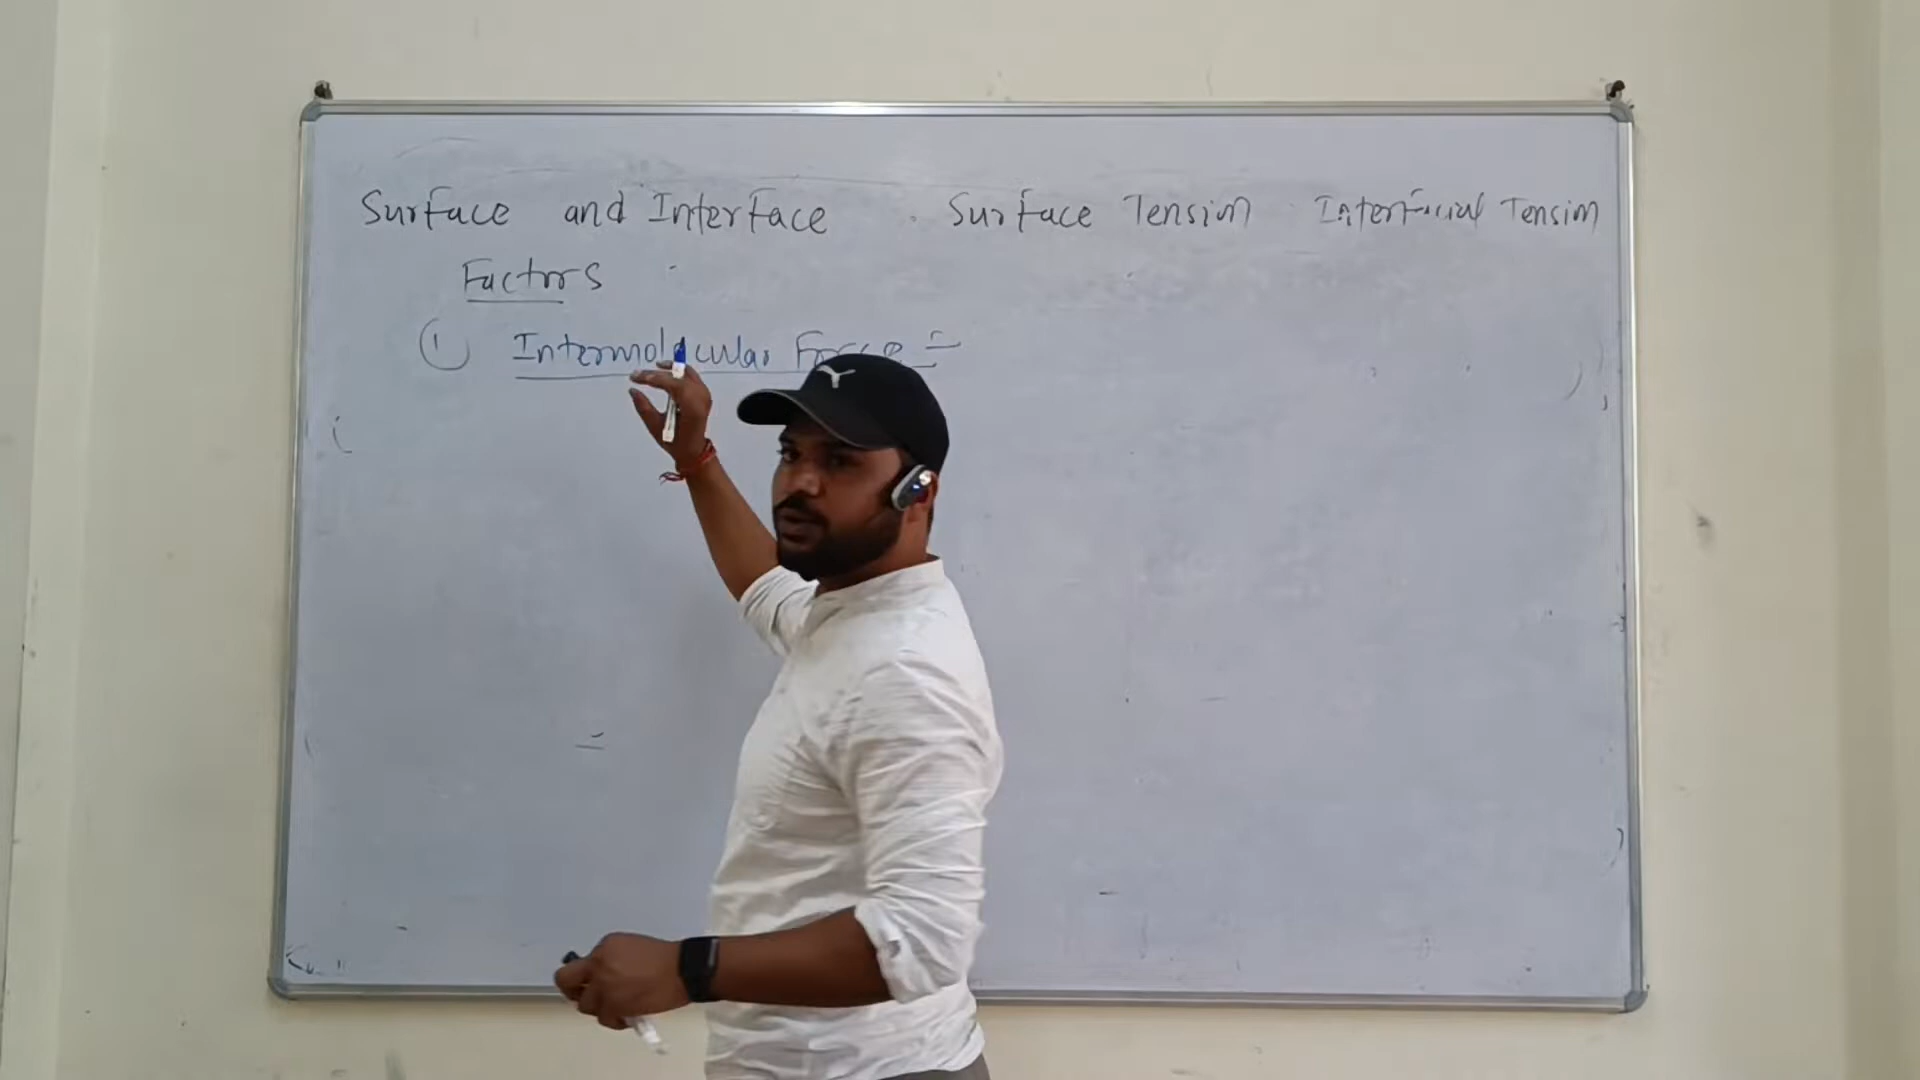 Surface and Interface . Surface Tension Interfacial Tension
Factors
① Intermolecular Force =